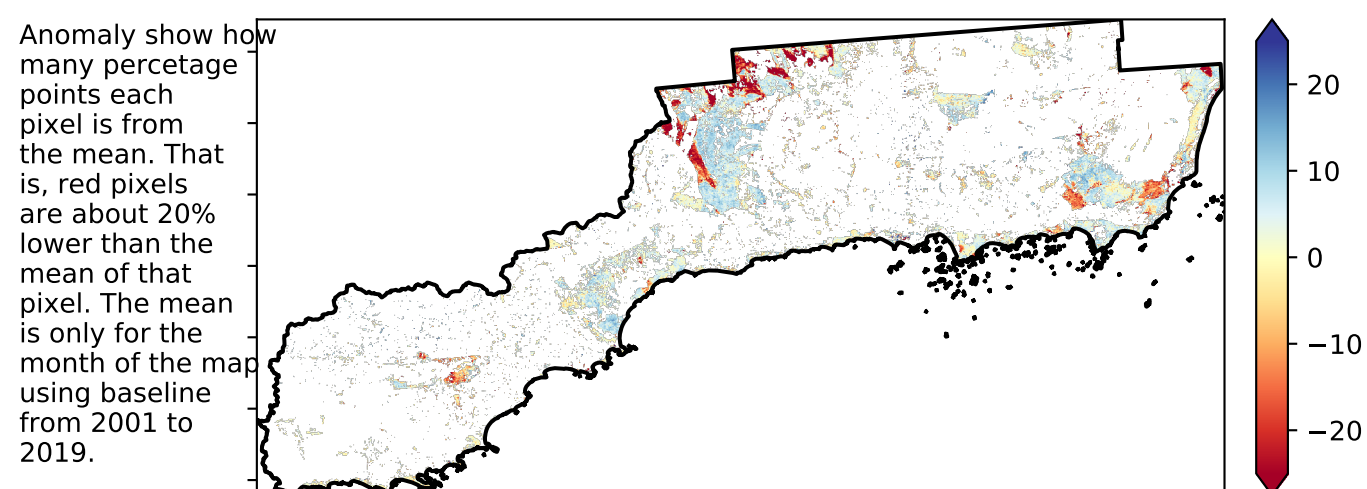 Anomaly show how
many percetage
points each
pixel is from
the mean. That
is, red pixels
are about 20%
lower than the
mean of that
pixel. The mean
is only for the
month of the map
using baseline
from 2001 to
2019.
20
10
0
−10
−20